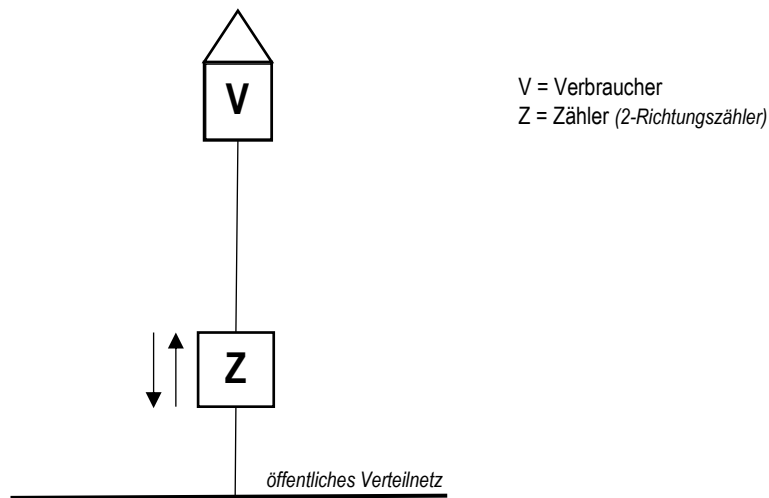 V
V = Verbraucher
Z = Zähler (2-Richtungszähler)
Z
öffentliches Verteilnetz